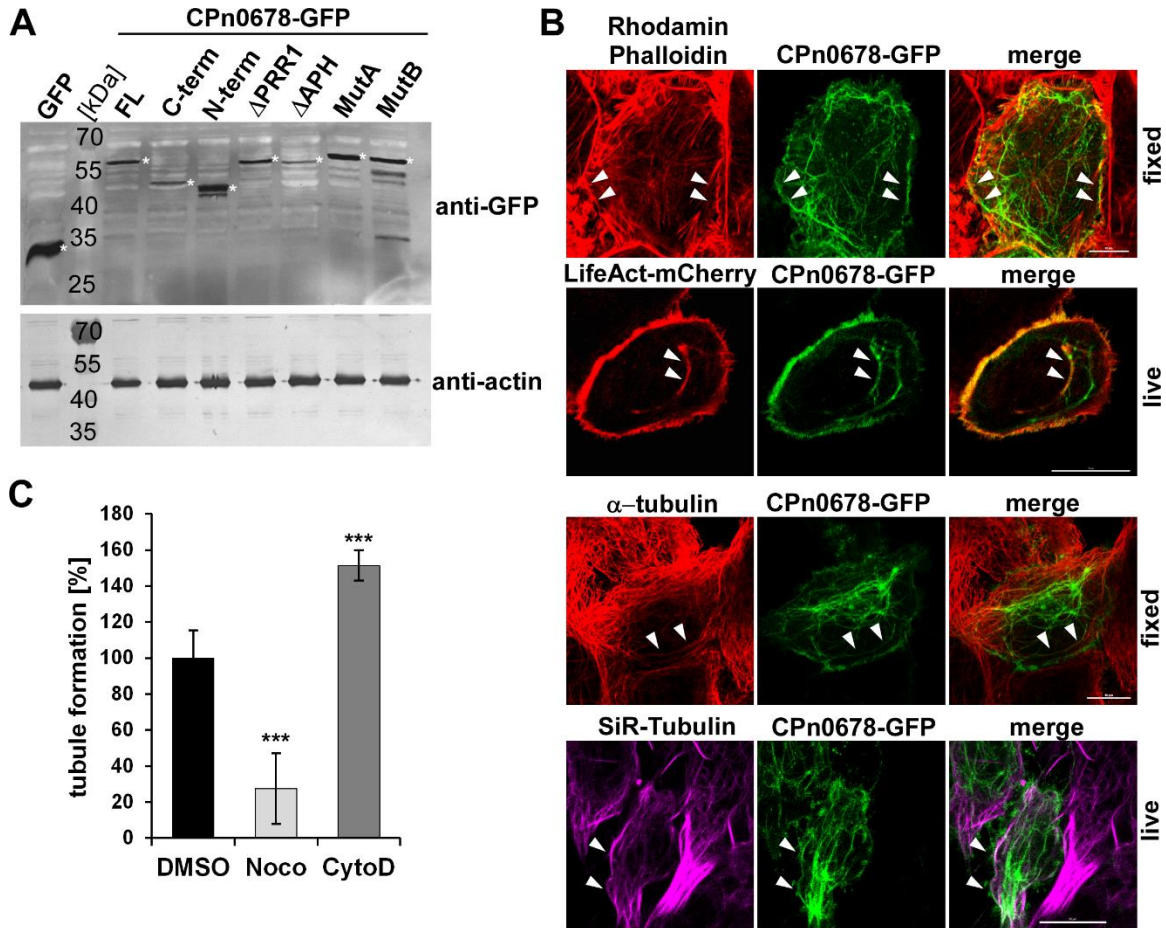 A
CPn0678-GFP
GFP
[kDa]
FL
C-term
N-term
ΔPRR1
ΔAPH
MutA
MutB
70
55
40
35
25
anti-GFP
70
55
40
35
anti-actin
B
Rhodamin
Phalloidin CPn0678-GFP merge
fixed
LifeAct-mCherry CPn0678-GFP merge
live
α-tubulin CPn0678-GFP merge
fixed
SiR-Tubulin CPn0678-GFP merge
live
C
tubule formation [%]
180
160
140
120
100
80
60
40
20
0
***
***
DMSO Noco CytoD